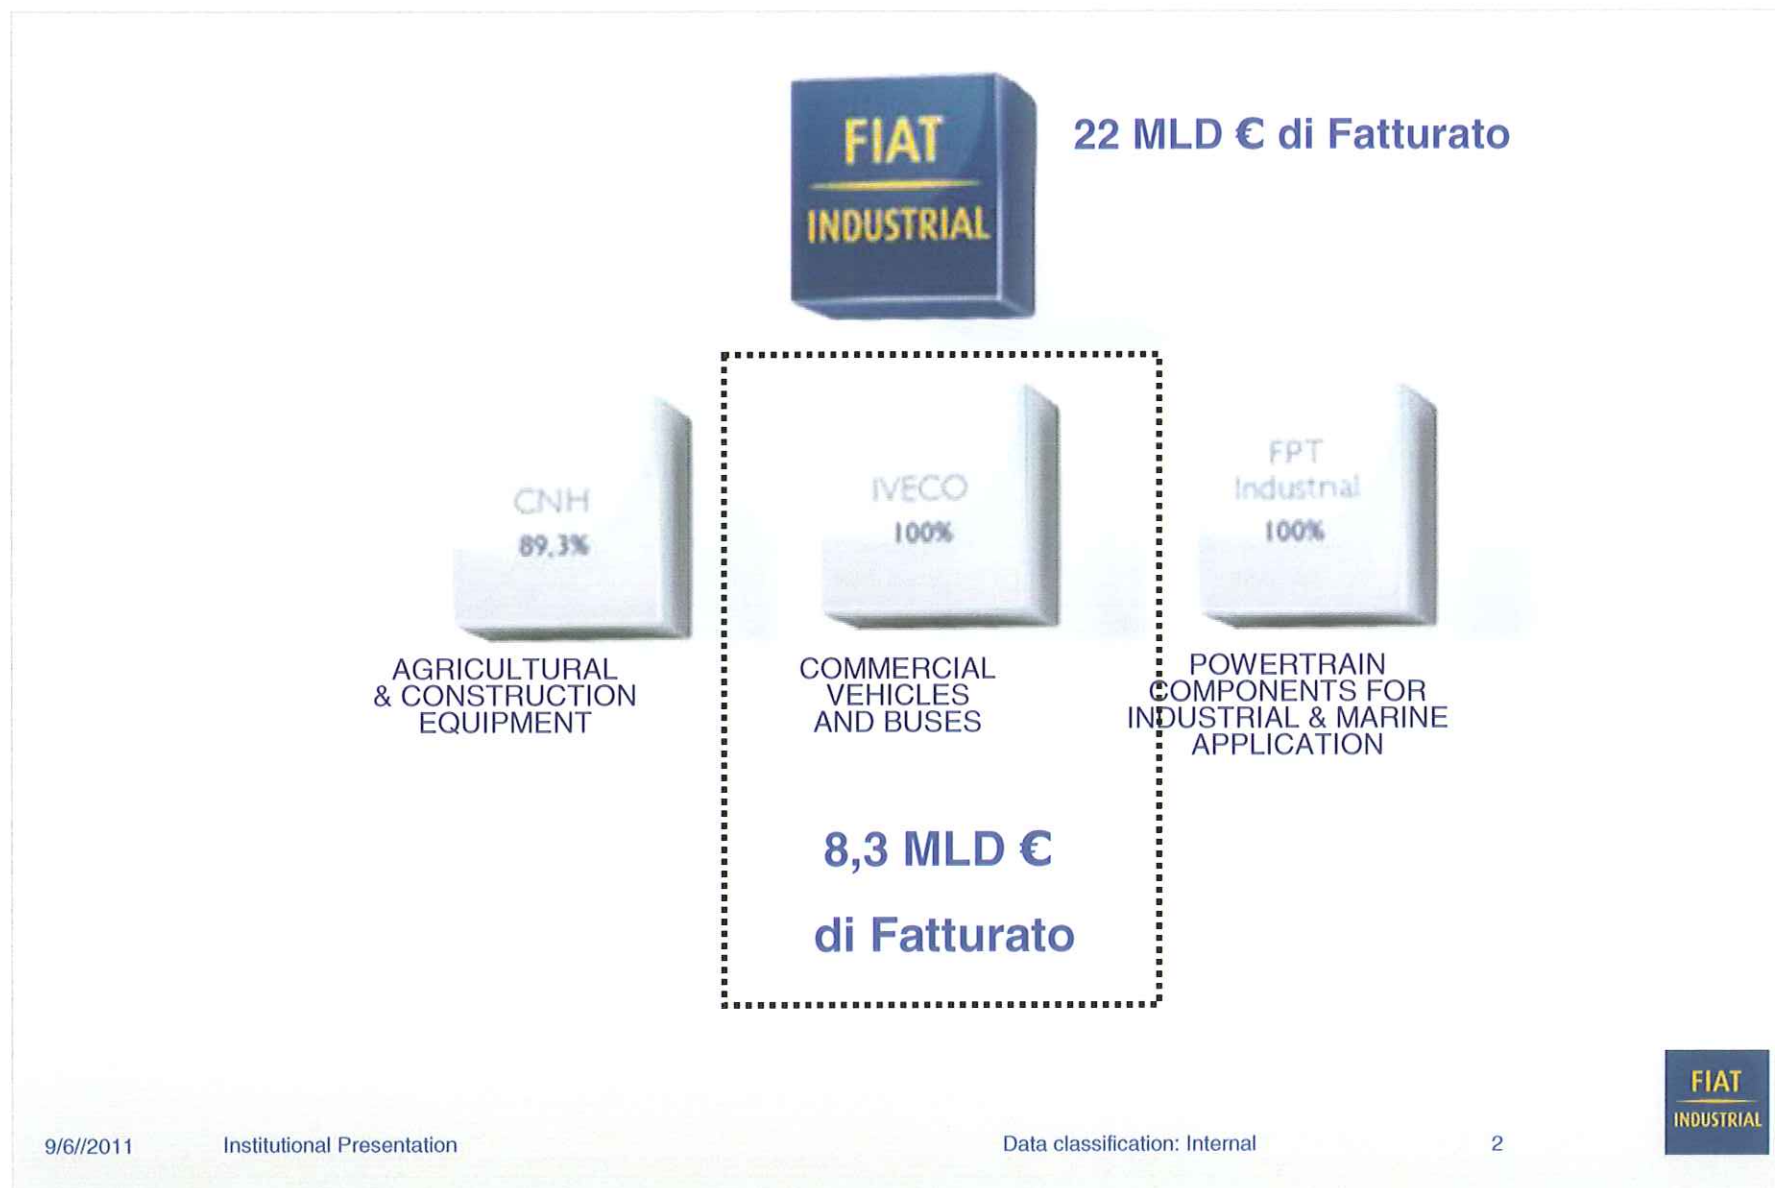 FIAT
INDUSTRIAL
22 MLD € di Fatturato
CNH
89.3%
IVECO
100%
FPT
Industrial
100%
AGRICULTURAL
& CONSTRUCTION
EQUIPMENT
COMMERCIAL
VEHICLES
AND BUSES
POWERTRAIN
COMPONENTS FOR
INDUSTRIAL & MARINE
APPLICATION
8,3 MLD €
di Fatturato
9/6//2011
Institutional Presentation
Data classification: Internal
2
FIAT
INDUSTRIAL